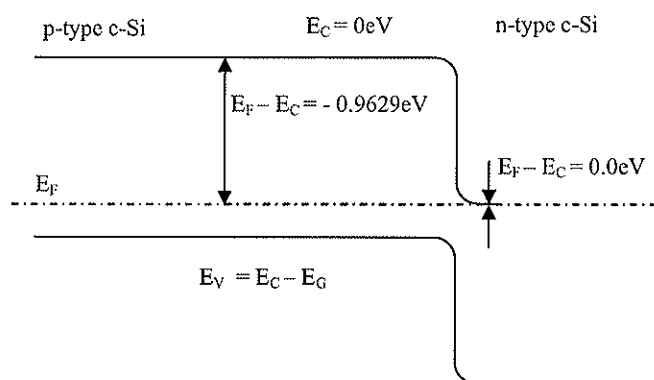 p-type c-Si
E_C = 0eV
n-type c-Si
E_F – E_C = - 0.9629eV
E_F – E_C = 0.0eV
E_F
E_V = E_C – E_G